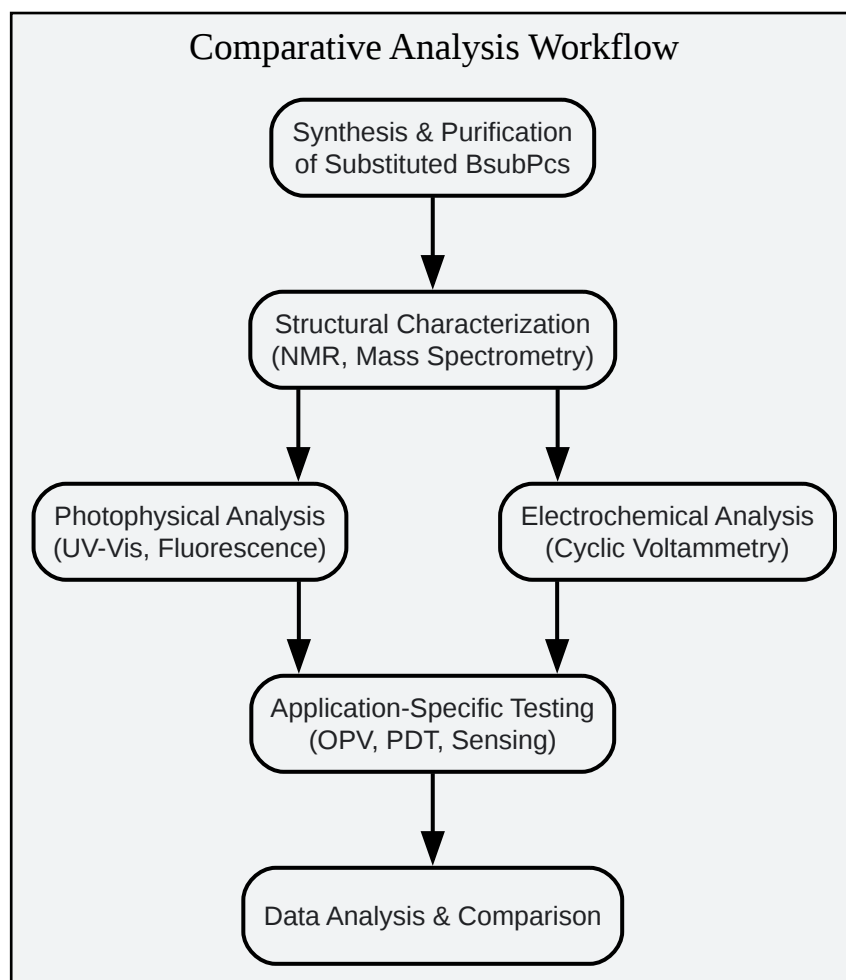 Comparative Analysis Workflow
Synthesis & Purification
of Substituted BsubPcs
Structural Characterization
(NMR, Mass Spectrometry)
Photophysical Analysis
(UV-Vis, Fluorescence)
Electrochemical Analysis
(Cyclic Voltammetry)
Application-Specific Testing
(OPV, PDT, Sensing)
Data Analysis & Comparison